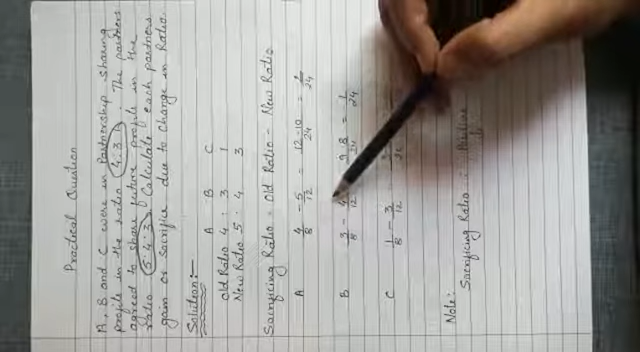 Practical Question
A, B and C were in partnership sharing
profits in the ratio 4:3:1. The partners
agreed to share future profits in the
ratio 5:4:3. Calculate each partners
gain or sacrifice due to change in Ratio.
Solution:-
A B C
Old Ratio 4 : 3 1
New Ratio 5 : 4 3
Sacrificing Ratio = Old Ratio - New Ratio
A 4/8 - 5/12 = 12-10/24 = 2/24
B 3/8 - 4/12 9 8/24 = 1/24
C 1/8 - 3/12 =
Note:
Sacrificing Ratio :